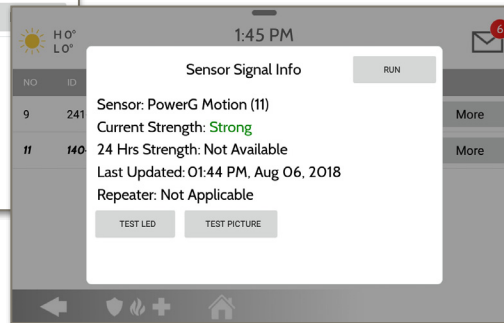 H 0°
L 0°
1:45 PM
6
NO ID
Sensor Signal Info
RUN
9 241
More
11 140-
More
Sensor: PowerG Motion (11)
Current Strength: Strong
24 Hrs Strength: Not Available
Last Updated: 01:44 PM, Aug 06, 2018
Repeater: Not Applicable
TEST LED
TEST PICTURE